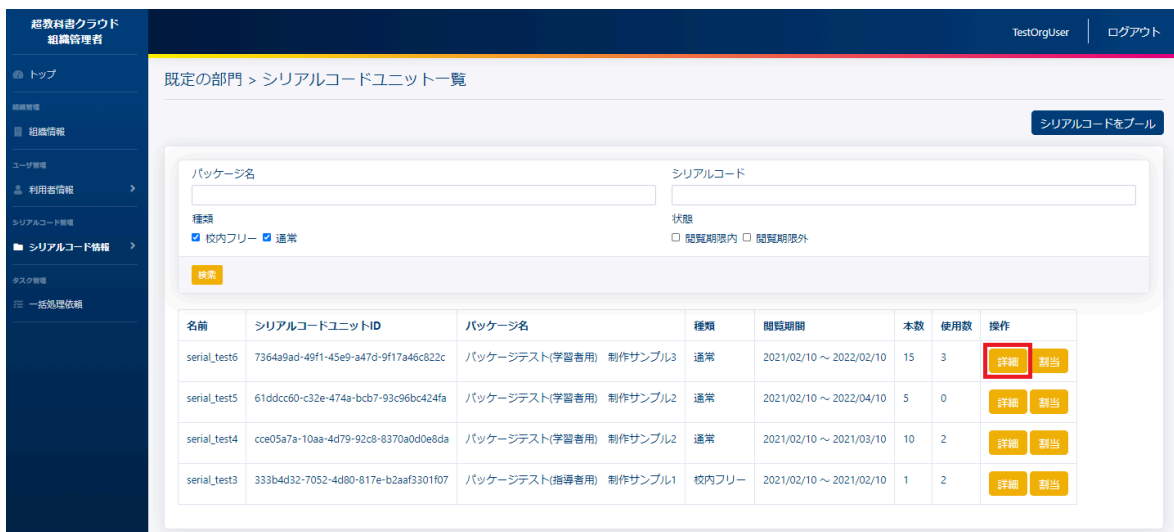 超教科書クラウド
組織管理者
TestOrgUser
ログアウト
トップ
組織管理
組織情報
ユーザ管理
利用者情報
シリアルコード管理
シリアルコード情報
タスク管理
一括処理依頼
既定の部門 > シリアルコードユニット一覧
シリアルコードをプール
パッケージ名
シリアルコード
種類
状態
校内フリー 通常
閲覧期限内 閲覧期限外
検索
名前 シリアルコードユニットID パッケージ名 種類 閲覧期間 本数 使用数 操作
serial_test6 7364a9ad-49f1-45e9-a47d-9f17a46c822c パッケージテスト(学習者用) 制作サンプル3 通常 2021/02/10 ～ 2022/02/10 15 3 詳細 割当
serial_test5 61ddcc60-c32e-474a-bcb7-93c96bc424fa パッケージテスト(学習者用) 制作サンプル2 通常 2021/02/10 ～ 2022/04/10 5 0 詳細 割当
serial_test4 cce05a7a-10aa-4d79-92c8-8370a0d0e8da パッケージテスト(学習者用) 制作サンプル2 通常 2021/02/10 ～ 2021/03/10 10 2 詳細 割当
serial_test3 333b4d32-7052-4d80-817e-b2aaf3301f07 パッケージテスト(指導者用) 制作サンプル1 校内フリー 2021/02/10 ～ 2021/02/10 1 2 詳細 割当